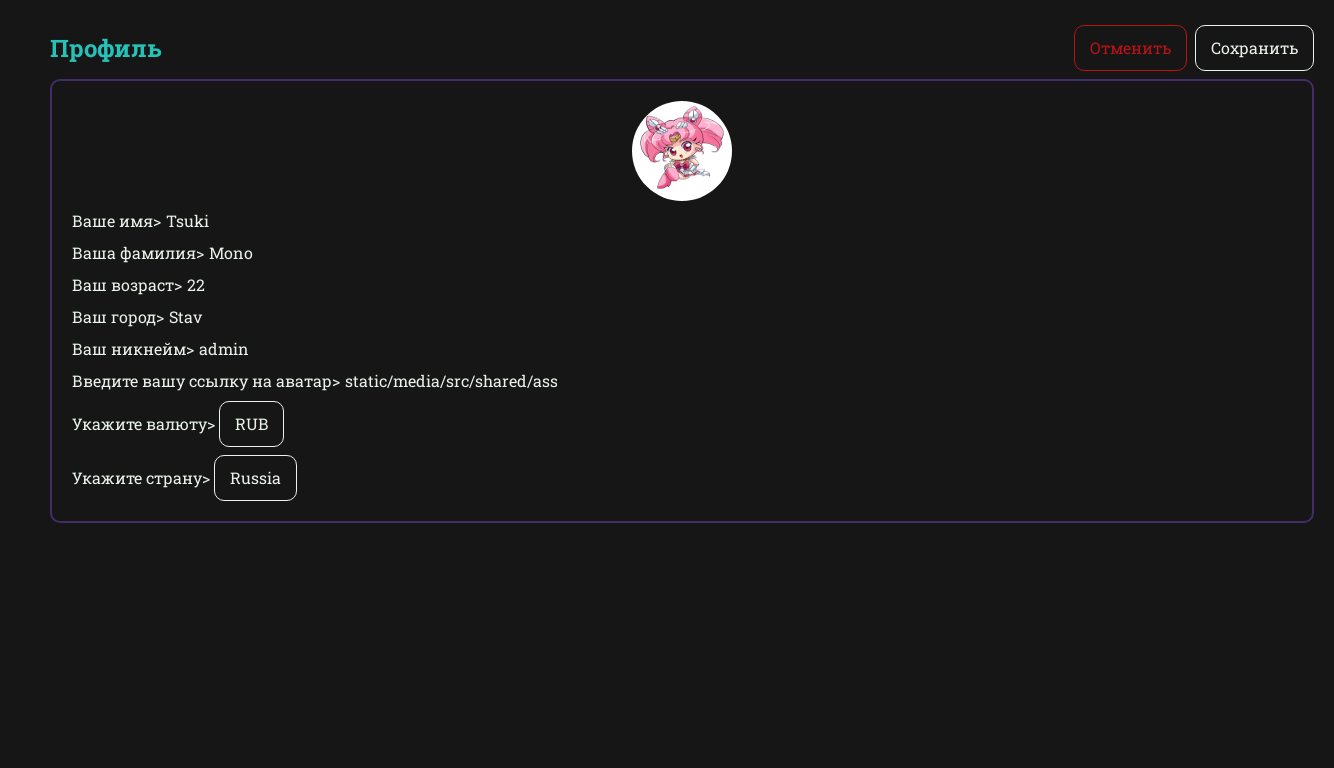 Профиль
Отменить Сохранить
Ваше имя> Tsuki
Ваша фамилия> Mono
Ваш возраст> 22
Ваш город> Stav
Ваш никнейм> admin
Введите вашу ссылку на аватар> static/media/src/shared/ass
Укажите валюту> RUB
Укажите страну> Russia